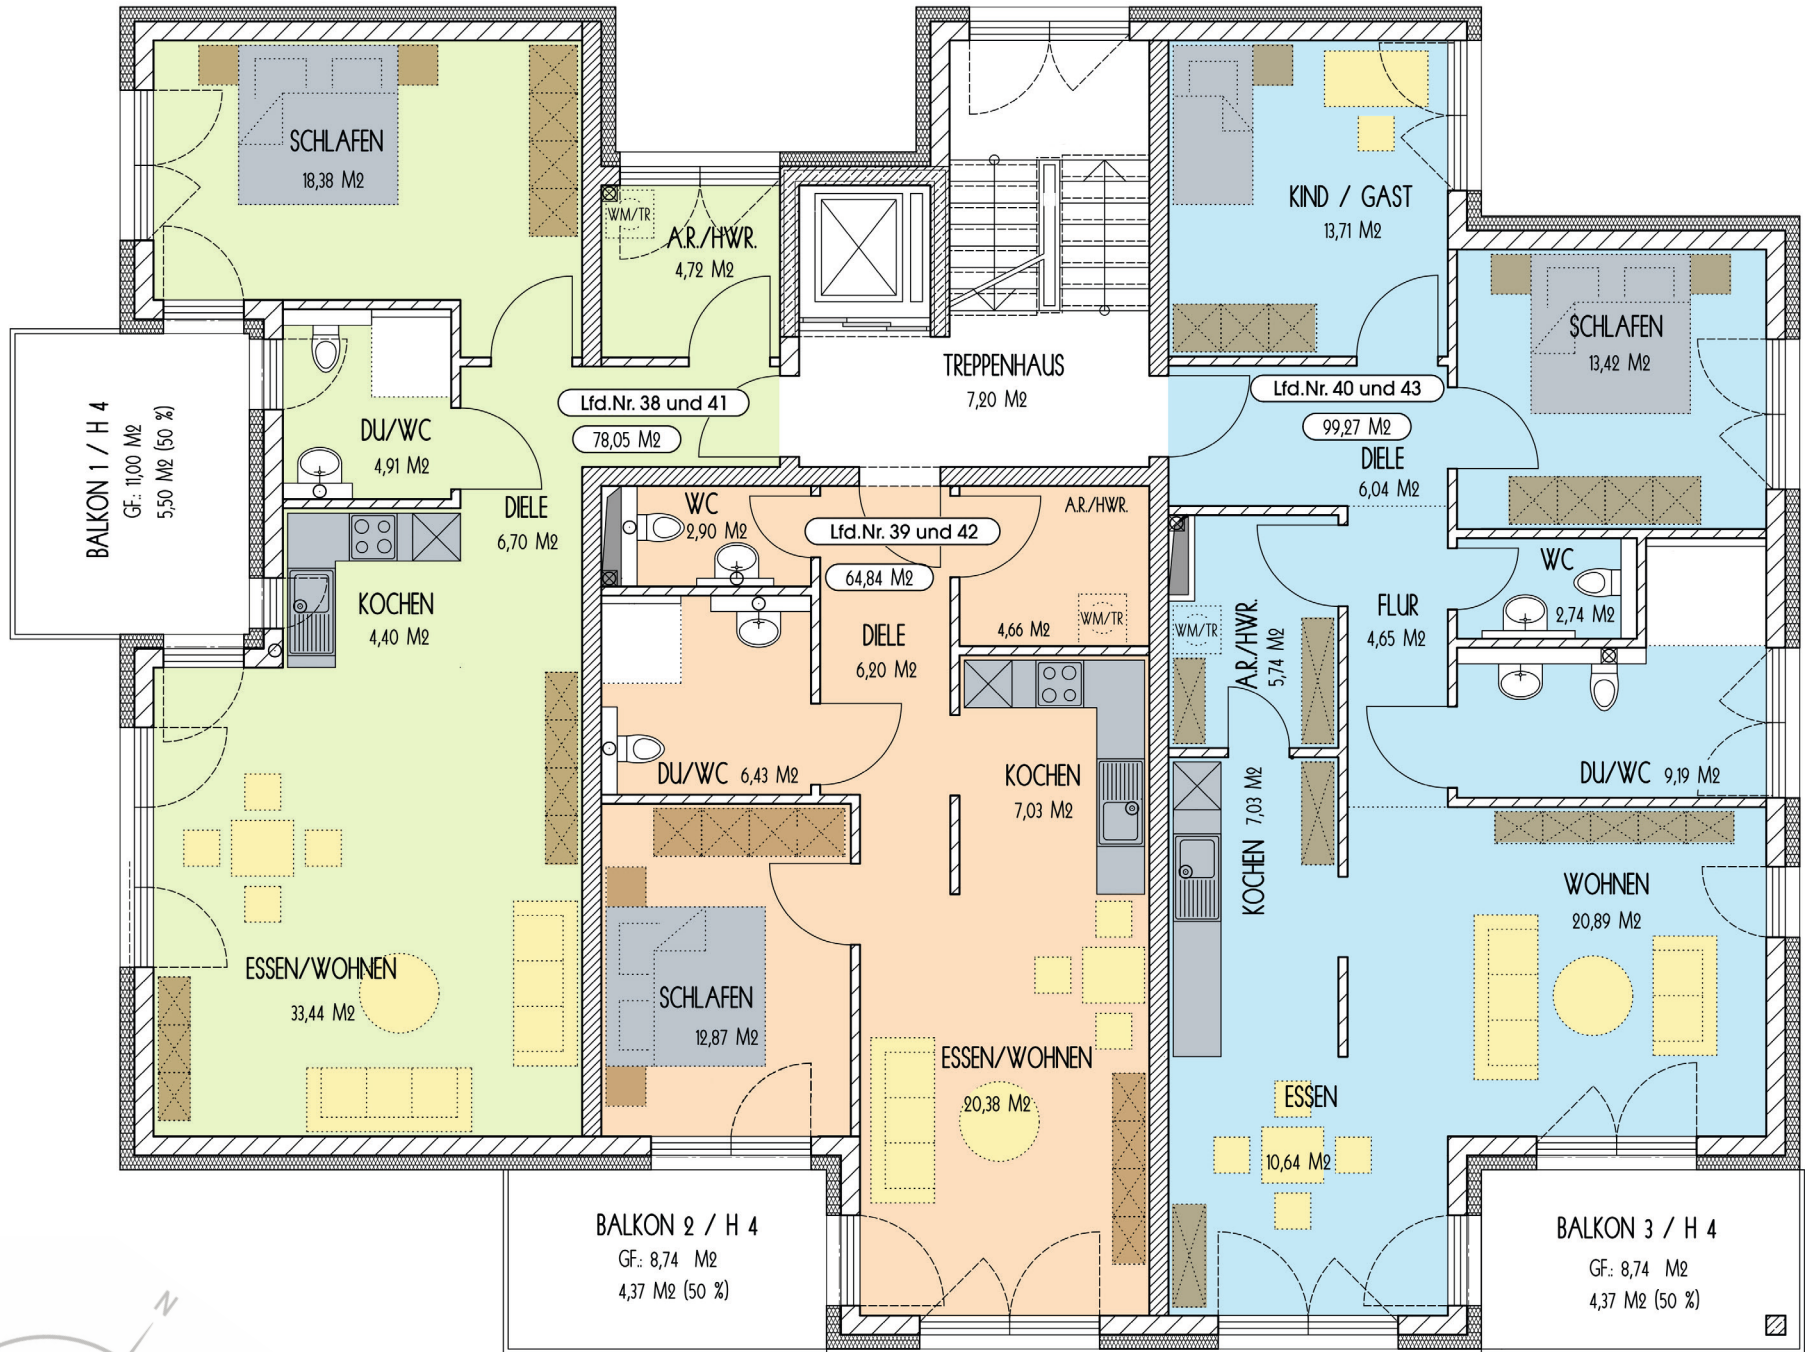 SCHLAFEN
18,38 M2
WM/TR
A.R./HWR.
4,72 M2
KIND / GAST
13,71 M2
SCHLAFEN
13,42 M2
TREPPENHAUS
7,20 M2
Lfd.Nr. 38 und 41
78,05 M2
Lfd.Nr. 40 und 43
99,27 M2
DIELE
6,04 M2
BALKON 1 / H 4
GF.: 11,00 M2
5,50 M2 (50 %)
DU/WC
4,91 M2
DIELE
6,70 M2
KOCHEN
4,40 M2
WC
2,90 M2
Lfd.Nr. 39 und 42
64,84 M2
A.R./HWR.
4,66 M2
WM/TR
DIELE
6,20 M2
WM/TR
A.R./HWR.
5,74 M2
FLUR
4,65 M2
WC
2,74 M2
DU/WC 6,43 M2
KOCHEN
7,03 M2
KOCHEN 7,03 M2
DU/WC 9,19 M2
WOHNEN
20,89 M2
ESSEN/WOHNEN
33,44 M2
SCHLAFEN
12,87 M2
ESSEN/WOHNEN
20,38 M2
ESSEN
10,64 M2
BALKON 2 / H 4
GF.: 8,74 M2
4,37 M2 (50 %)
BALKON 3 / H 4
GF.: 8,74 M2
4,37 M2 (50 %)
N